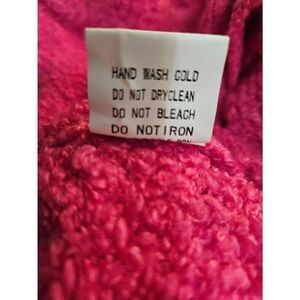 HAND WASH COLD
DO NOT DRYCLEAN
DO NOT BLEACH
DO NOTIRON